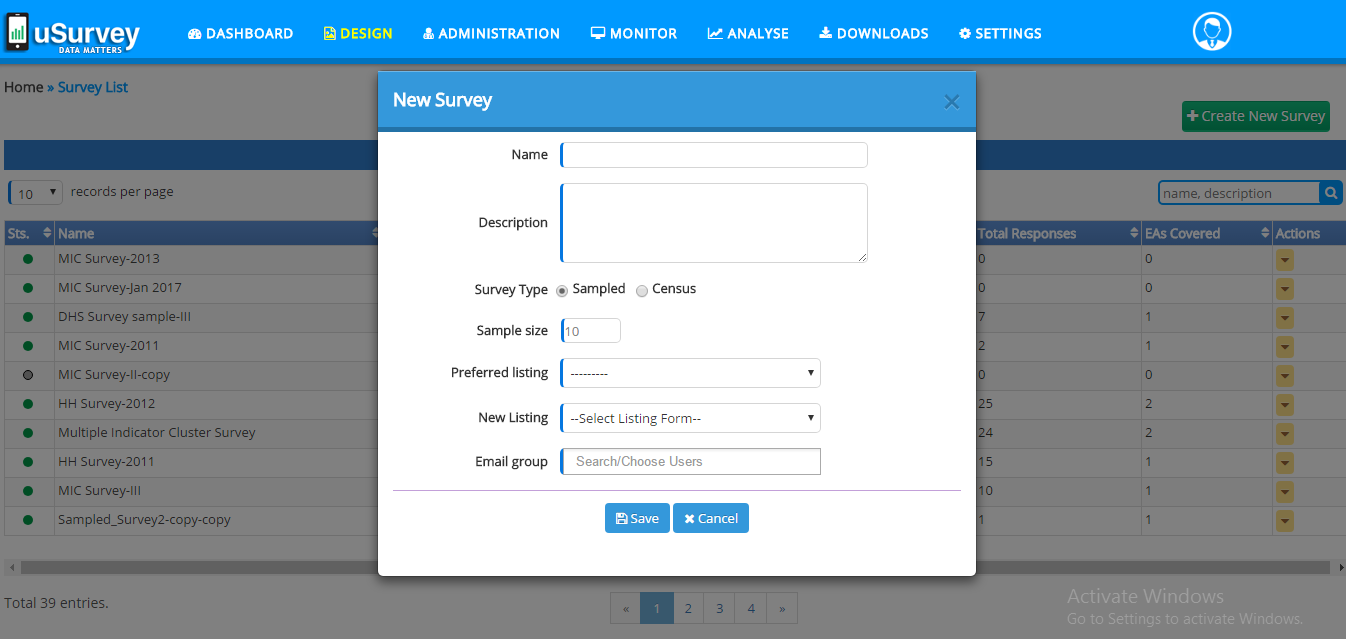 uSurvey
DATA MATTERS
DASHBOARD DESIGN ADMINISTRATION MONITOR ANALYSE DOWNLOADS SETTINGS
Home » Survey List
Create New Survey
10 records per page
name, description
Sts. Name Total Responses EAs Covered Actions
MIC Survey-2013 0 0
MIC Survey-Jan 2017 0 0
DHS Survey sample-III 7 1
MIC Survey-2011 2 1
MIC Survey-II-copy 0 0
HH Survey-2012 25 2
Multiple Indicator Cluster Survey 24 2
HH Survey-2011 15 1
MIC Survey-III 10 1
Sampled_Survey2-copy-copy 1 1
Total 39 entries.
« 1 2 3 4 »
New Survey ×
Name
Description
Survey Type Sampled Census
Sample size 10
Preferred listing ---------
New Listing --Select Listing Form--
Email group Search/Choose Users
Save Cancel
Activate Windows
Go to Settings to activate Windows.